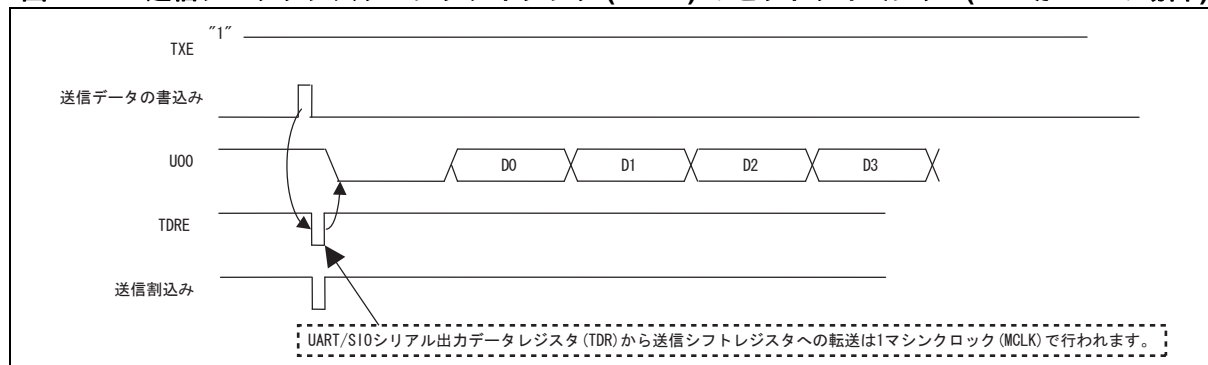 "1"
TXE
送信データの書込み
UO0
D0 D1 D2 D3
TDRE
送信割込み
UART/SIOシリアル出力データレジスタ(TDR)から送信シフトレジスタへの転送は1マシンクロック(MCLK)で行われます。